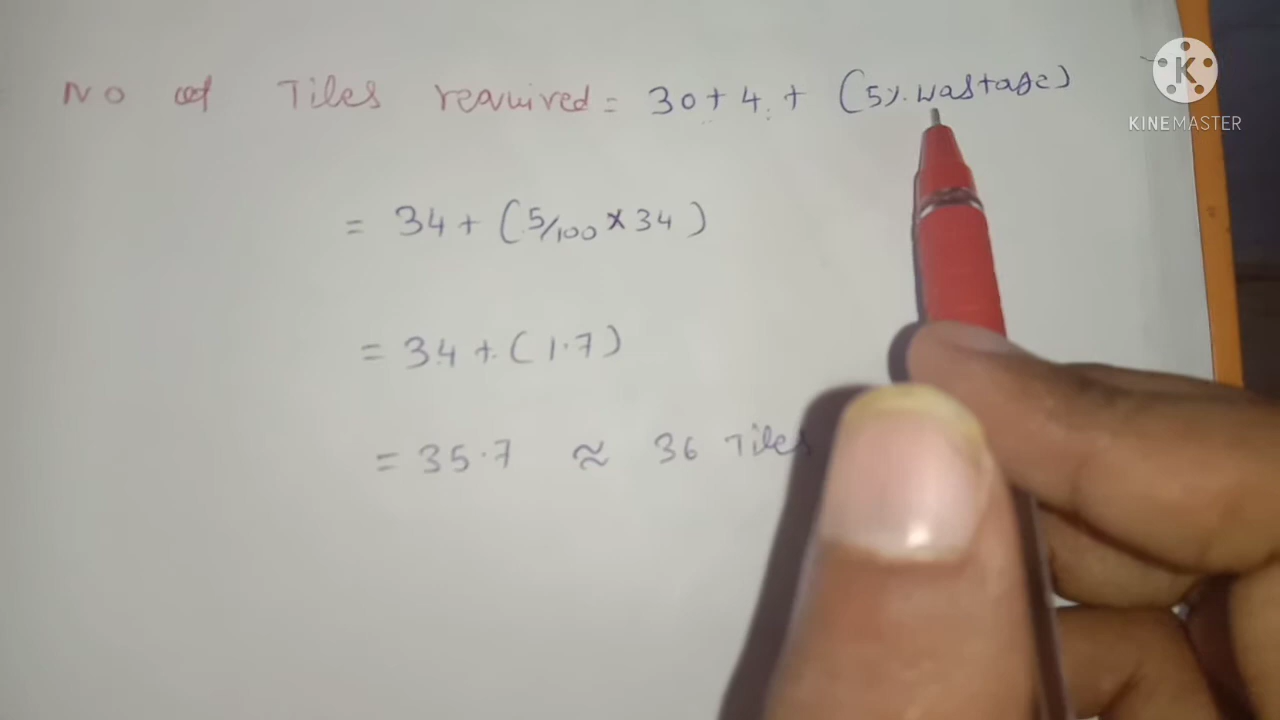 No of Tiles required = 30 + 4 + (5% wastage)
= 34 + (5/100 × 34)
= 34 + (1.7)
= 35.7 ≈ 36 Tiles
K
KINEMASTER